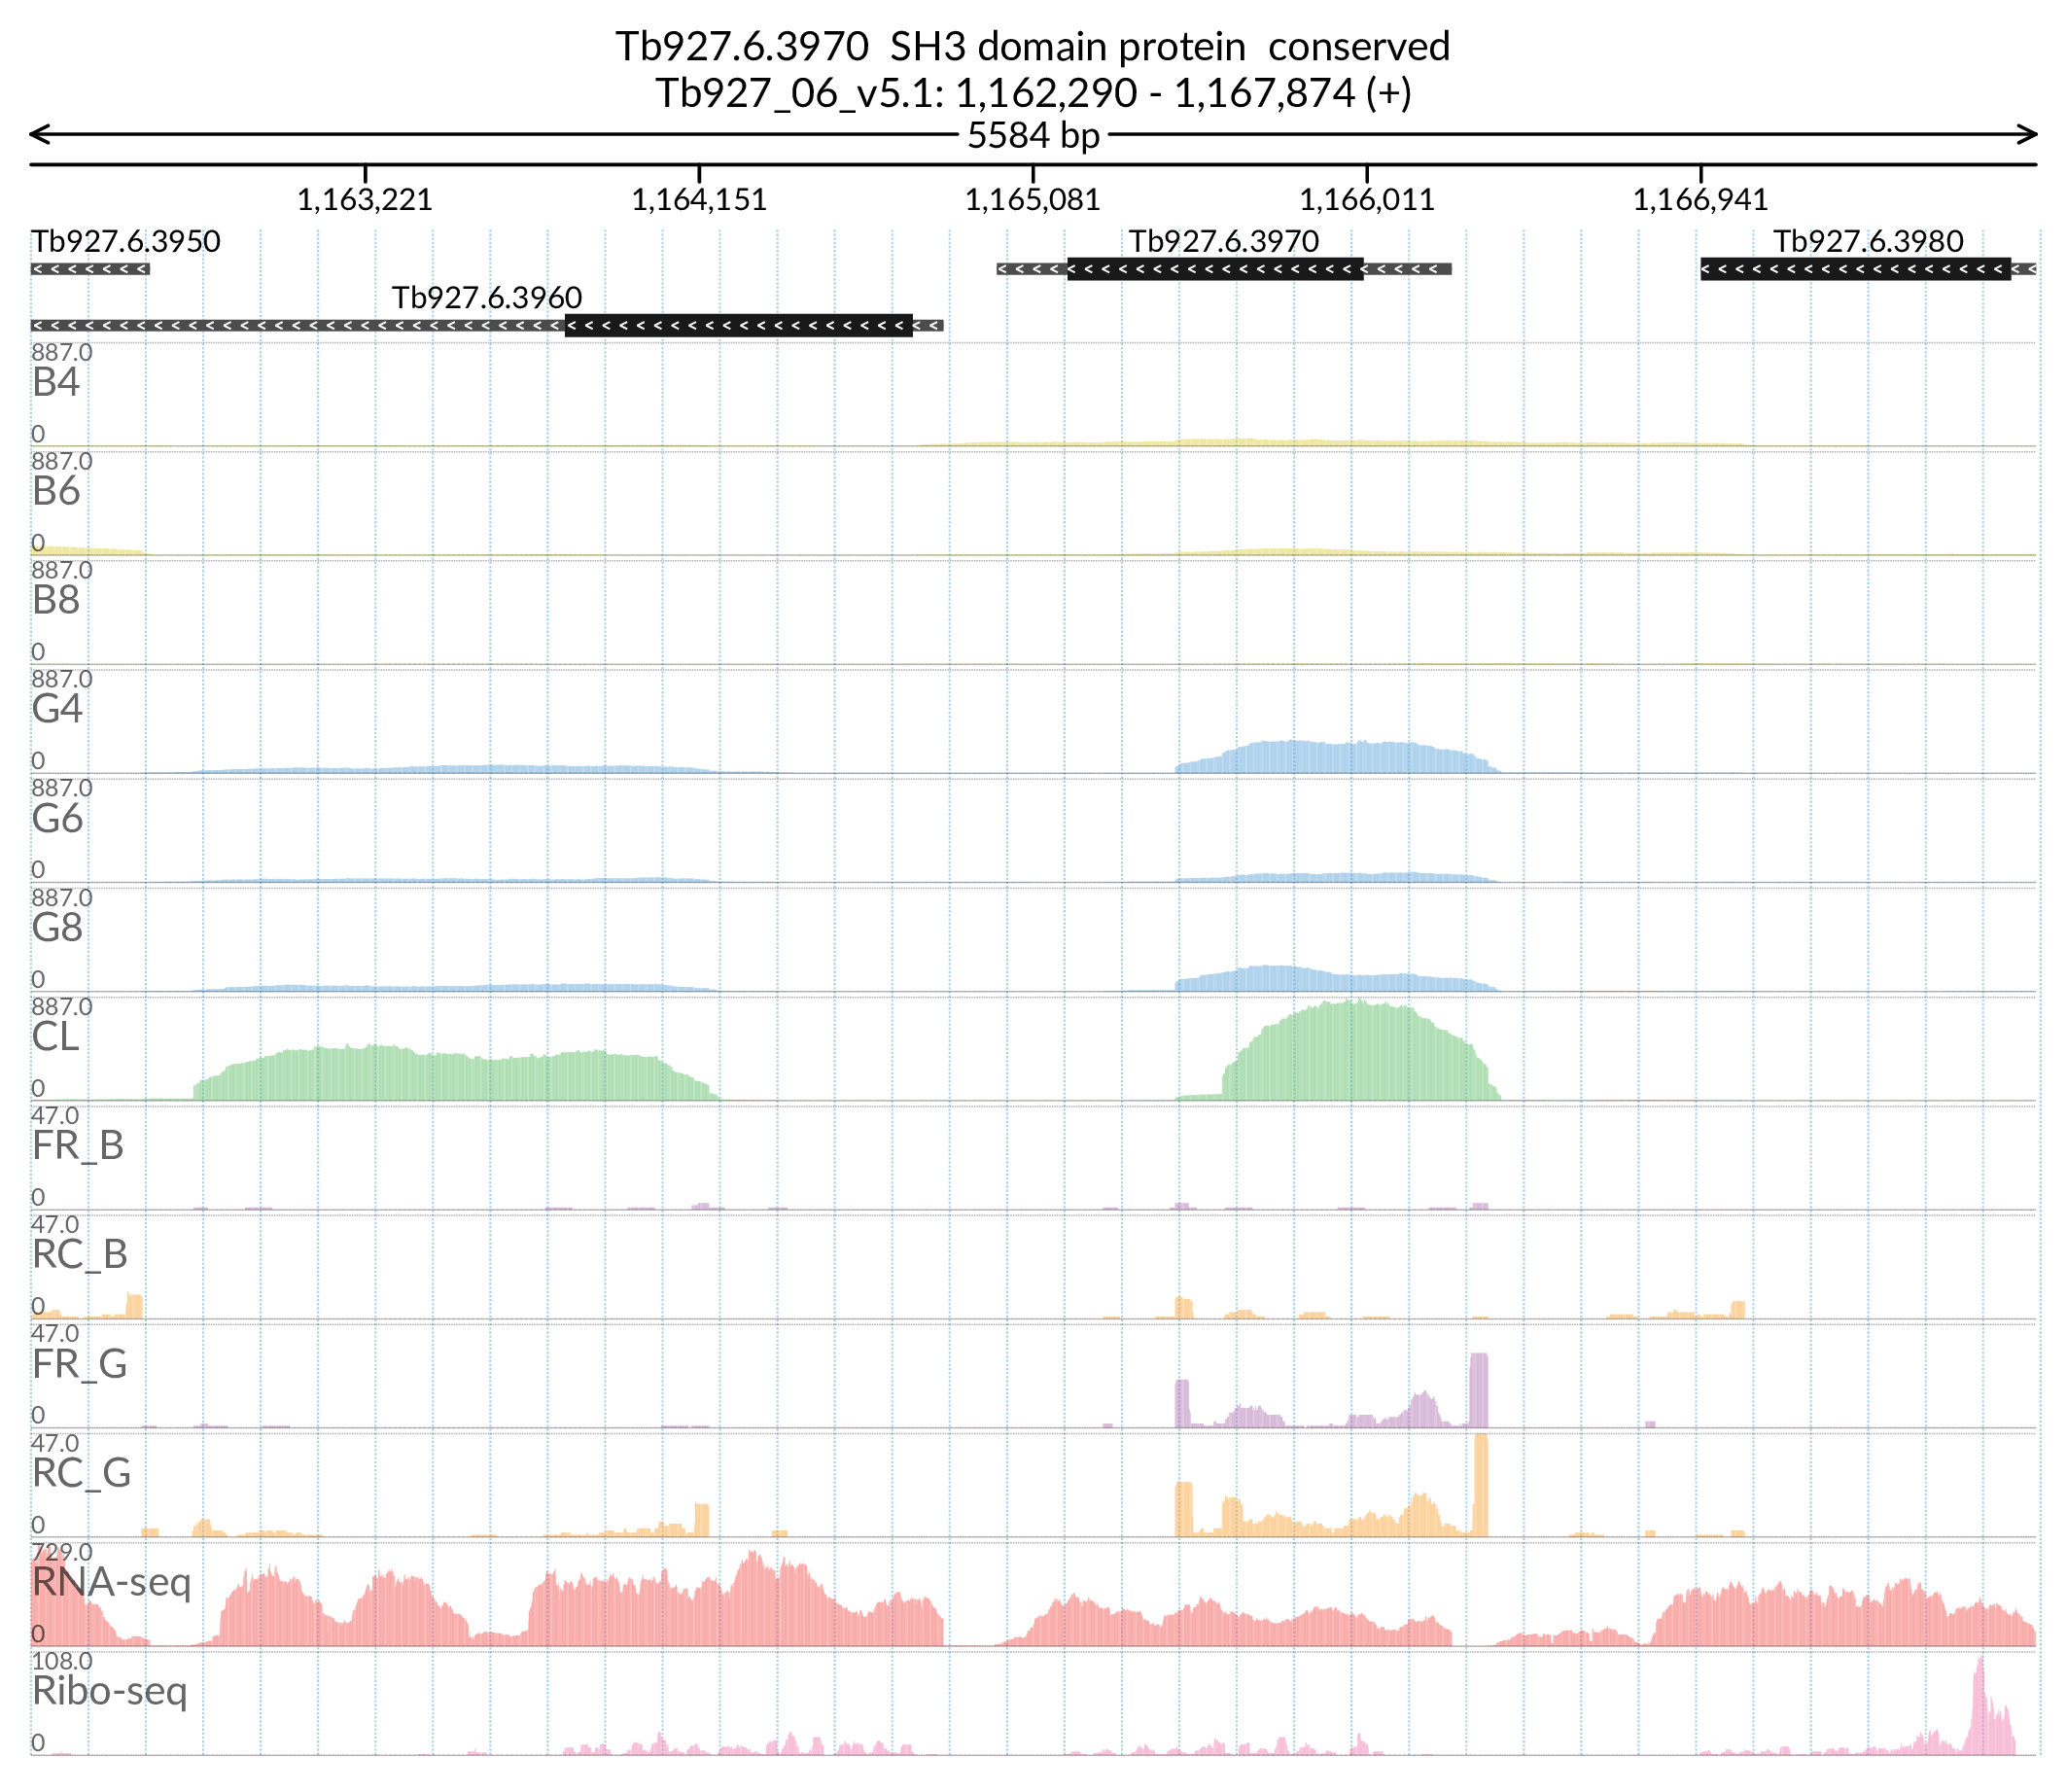 Tb927.6.3970  SH3 domain protein  conserved
Tb927_06_v5.1: 1,162,290 - 1,167,874 (+)
5584 bp
1,163,221 1,164,151 1,165,081 1,166,011 1,166,941
Tb927.6.3950 Tb927.6.3970 Tb927.6.3980
Tb927.6.3960
887.0
B4
0
887.0
B6
0
887.0
B8
0
887.0
G4
0
887.0
G6
0
887.0
G8
0
887.0
CL
0
47.0
FR_B
0
47.0
RC_B
0
47.0
FR_G
0
47.0
RC_G
0
729.0
RNA-seq
0
108.0
Ribo-seq
0